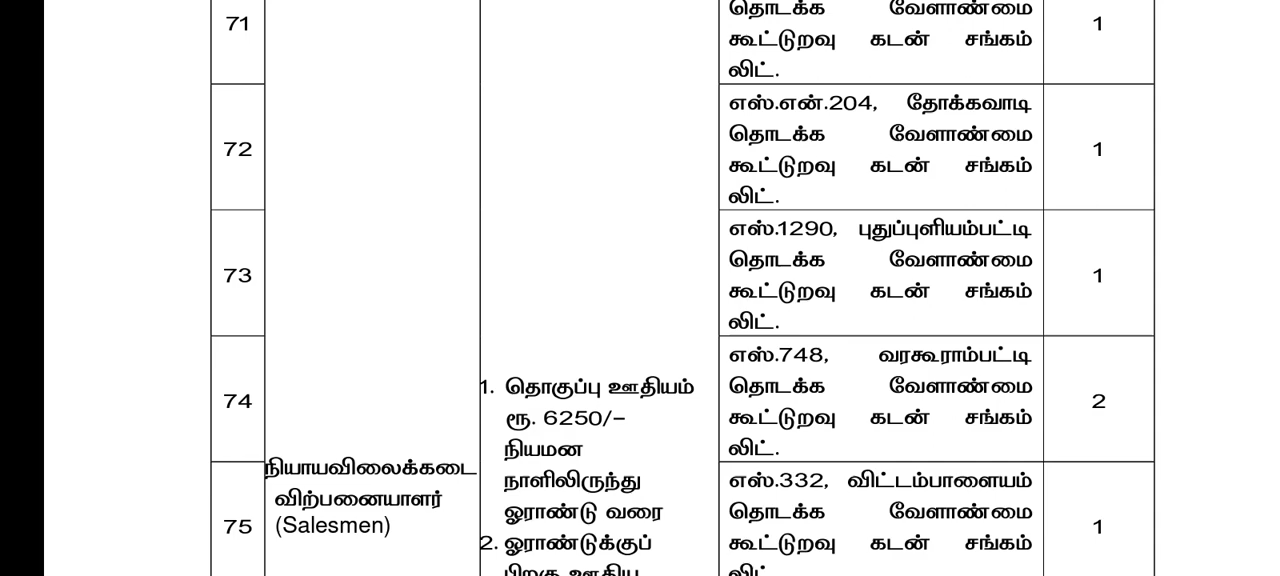 71
தொடக்க வேளாண்மை
கூட்டுறவு கடன் சங்கம்
லிட்.
1
72
எஸ்.என்.204, தோக்கவாடி
தொடக்க வேளாண்மை
கூட்டுறவு கடன் சங்கம்
லிட்.
1
73
எஸ்.1290, புதுப்புளியம்பட்டி
தொடக்க வேளாண்மை
கூட்டுறவு கடன் சங்கம்
லிட்.
1
74
எஸ்.748, வரகூராம்பட்டி
தொடக்க வேளாண்மை
கூட்டுறவு கடன் சங்கம்
லிட்.
2
75
நியாயவிலைக்கடை
விற்பனையாளர்
(Salesmen)
1. தொகுப்பு ஊதியம்
ரூ. 6250/–
நியமன
நாளிலிருந்து
ஓராண்டு வரை
2. ஓராண்டுக்குப்
பிறகு ஊதிய
எஸ்.332, விட்டம்பாளையம்
தொடக்க வேளாண்மை
கூட்டுறவு கடன் சங்கம்
லிட்.
1